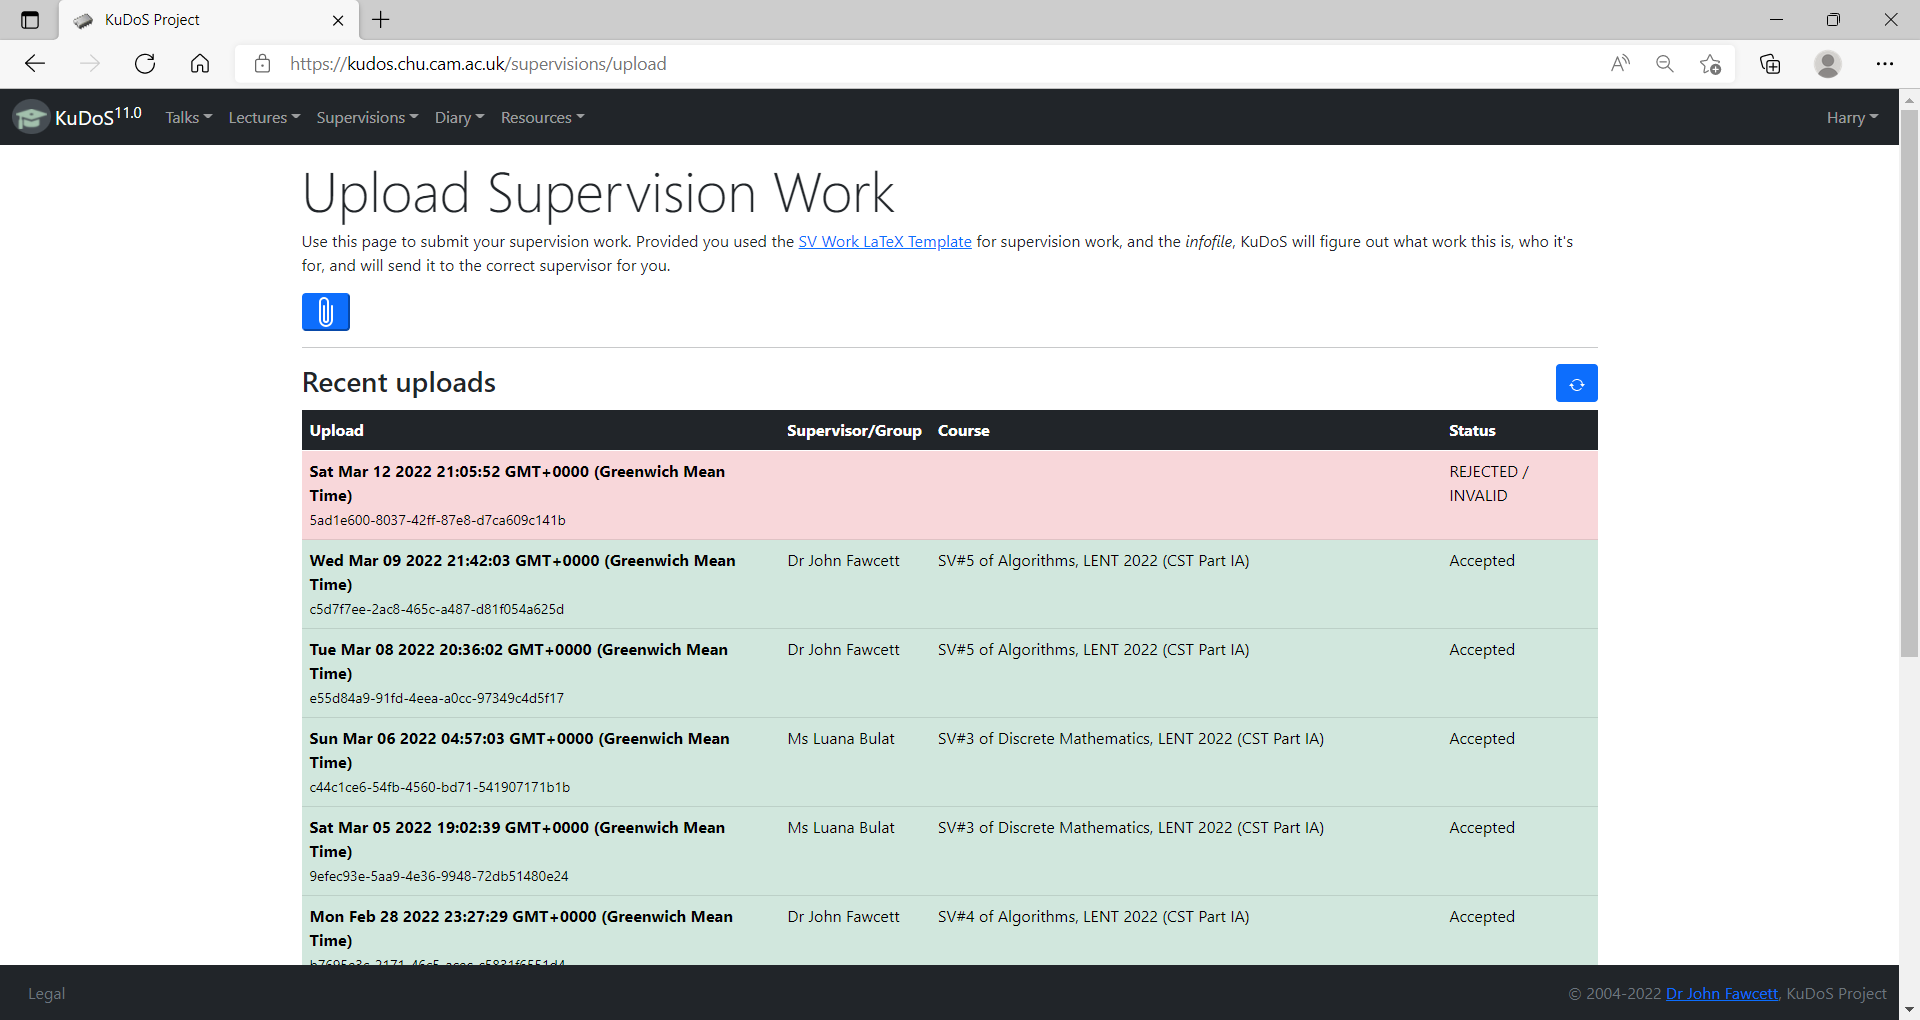 KuDoS Project
https://kudos.chu.cam.ac.uk/supervisions/upload
KuDoS11.0 Talks Lectures Supervisions Diary Resources Harry
Upload Supervision Work
Use this page to submit your supervision work. Provided you used the SV Work LaTeX Template for supervision work, and the infofile, KuDoS will figure out what work this is, who it's
for, and will send it to the correct supervisor for you.
Recent uploads
Upload Supervisor/Group Course Status
Sat Mar 12 2022 21:05:52 GMT+0000 (Greenwich Mean REJECTED /
Time) INVALID
5ad1e600-8037-42ff-87e8-d7ca609c141b
Wed Mar 09 2022 21:42:03 GMT+0000 (Greenwich Mean Dr John Fawcett SV#5 of Algorithms, LENT 2022 (CST Part IA) Accepted
Time)
c5d7f7ee-2ac8-465c-a487-d81f054a625d
Tue Mar 08 2022 20:36:02 GMT+0000 (Greenwich Mean Dr John Fawcett SV#5 of Algorithms, LENT 2022 (CST Part IA) Accepted
Time)
e55d84a9-91fd-4eea-a0cc-97349c4d5f17
Sun Mar 06 2022 04:57:03 GMT+0000 (Greenwich Mean Ms Luana Bulat SV#3 of Discrete Mathematics, LENT 2022 (CST Part IA) Accepted
Time)
c44c1ce6-54fb-4560-bd71-541907171b1b
Sat Mar 05 2022 19:02:39 GMT+0000 (Greenwich Mean Ms Luana Bulat SV#3 of Discrete Mathematics, LENT 2022 (CST Part IA) Accepted
Time)
9efec93e-5aa9-4e36-9948-72db51480e24
Mon Feb 28 2022 23:27:29 GMT+0000 (Greenwich Mean Dr John Fawcett SV#4 of Algorithms, LENT 2022 (CST Part IA) Accepted
Time)
Legal © 2004-2022 Dr John Fawcett, KuDoS Project